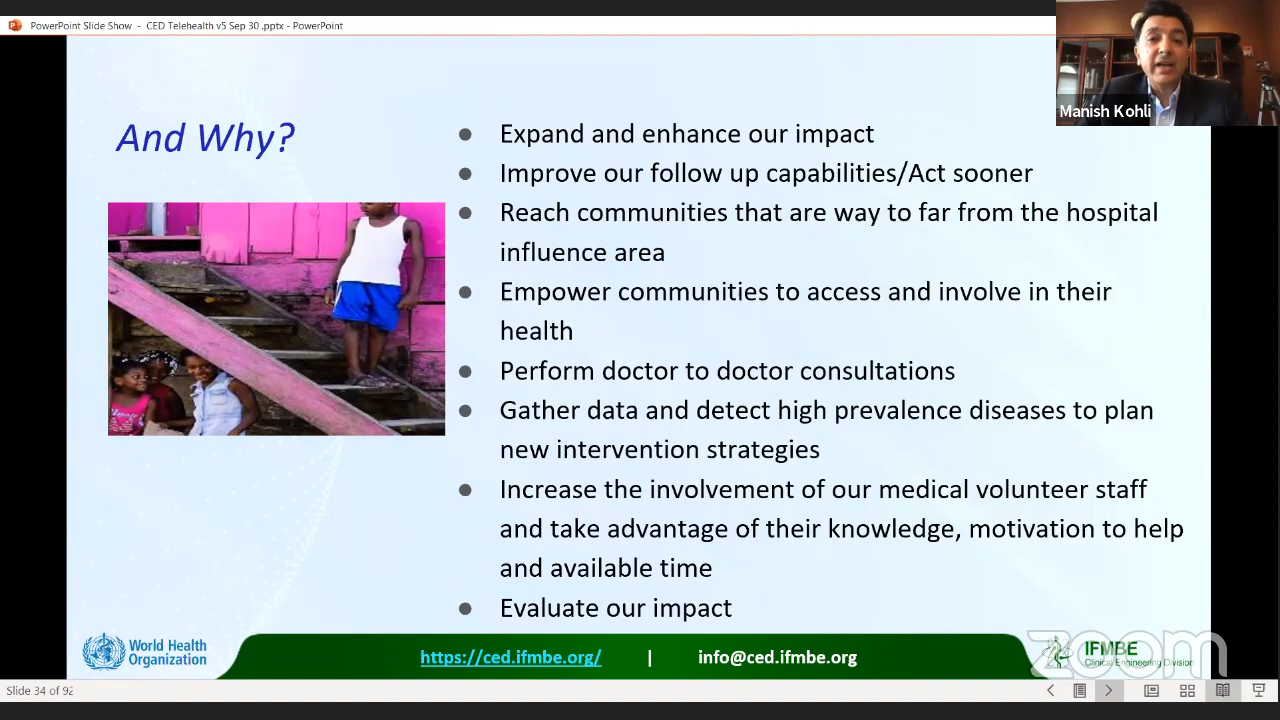 PowerPoint Slide Show - CED Telehealth v5 Sep 30 .pptx - PowerPoint
Manish Kohli
And Why?
Expand and enhance our impact
Improve our follow up capabilities/Act sooner
Reach communities that are way to far from the hospital
influence area
Empower communities to access and involve in their
health
Perform doctor to doctor consultations
Gather data and detect high prevalence diseases to plan
new intervention strategies
Increase the involvement of our medical volunteer staff
and take advantage of their knowledge, motivation to help
and available time
Evaluate our impact
World Health
Organization
https://ced.ifmbe.org/ | info@ced.ifmbe.org
IFMBE
Clinical Engineering Division
zoom
Slide 34 of 92